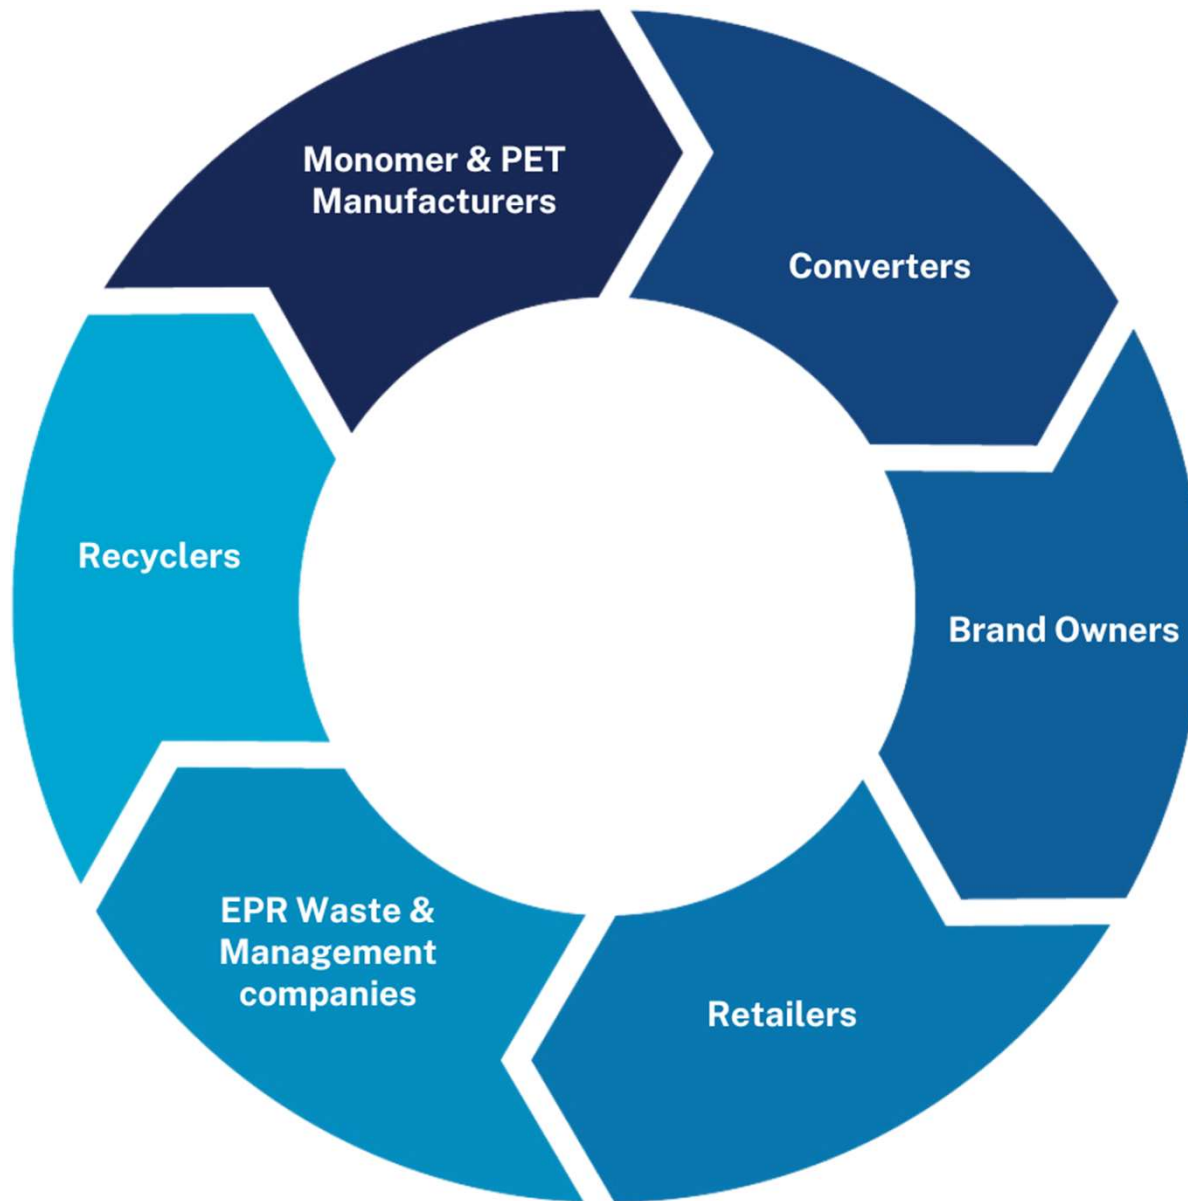 Monomer & PET
Manufacturers
Converters
Brand Owners
Retailers
EPR Waste &
Management
companies
Recyclers